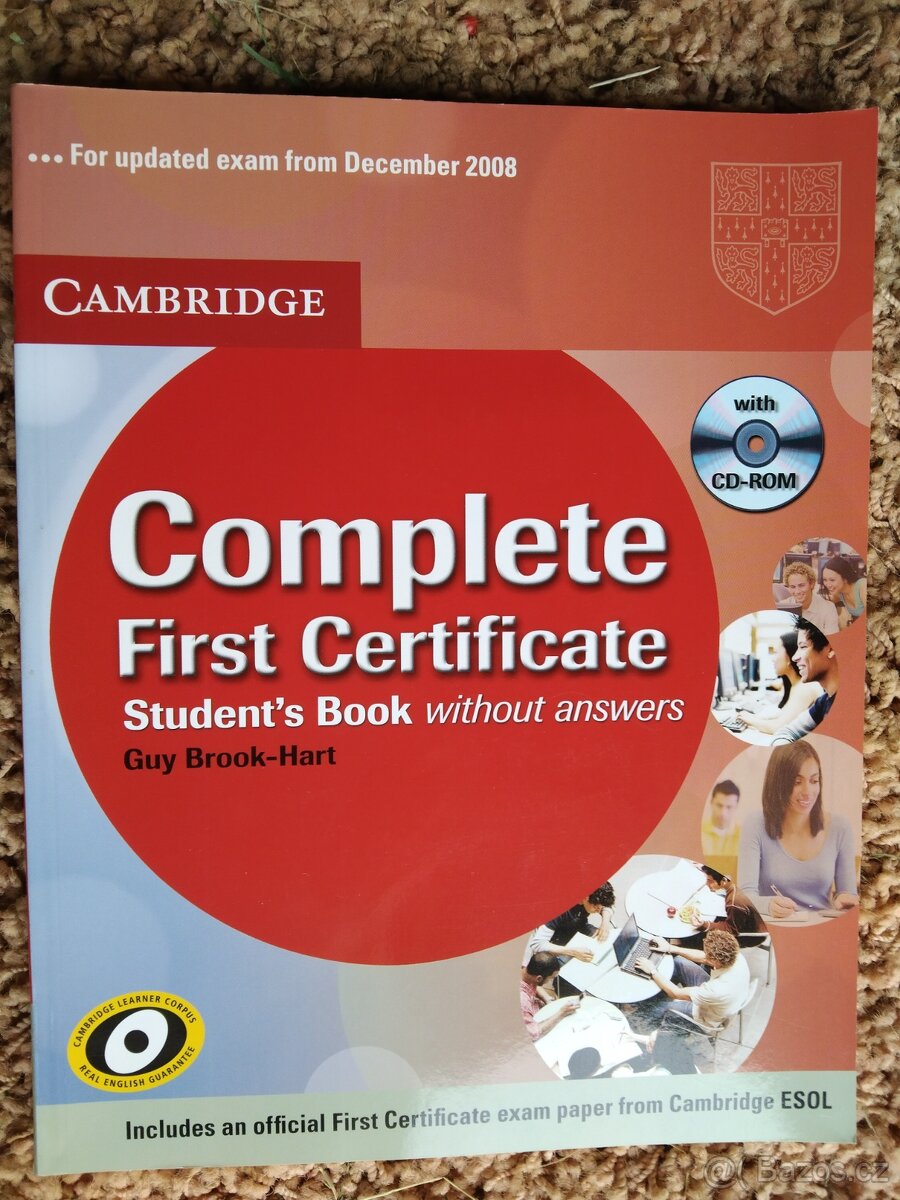 ... For updated exam from December 2008
CAMBRIDGE
with
CD-ROM
Complete
First Certificate
Student's Book without answers
Guy Brook-Hart
CAMBRIDGE LEARNER CORPUS
REAL ENGLISH GUARANTEE
Includes an official First Certificate exam paper from Cambridge ESOL
@ Bazos.cz